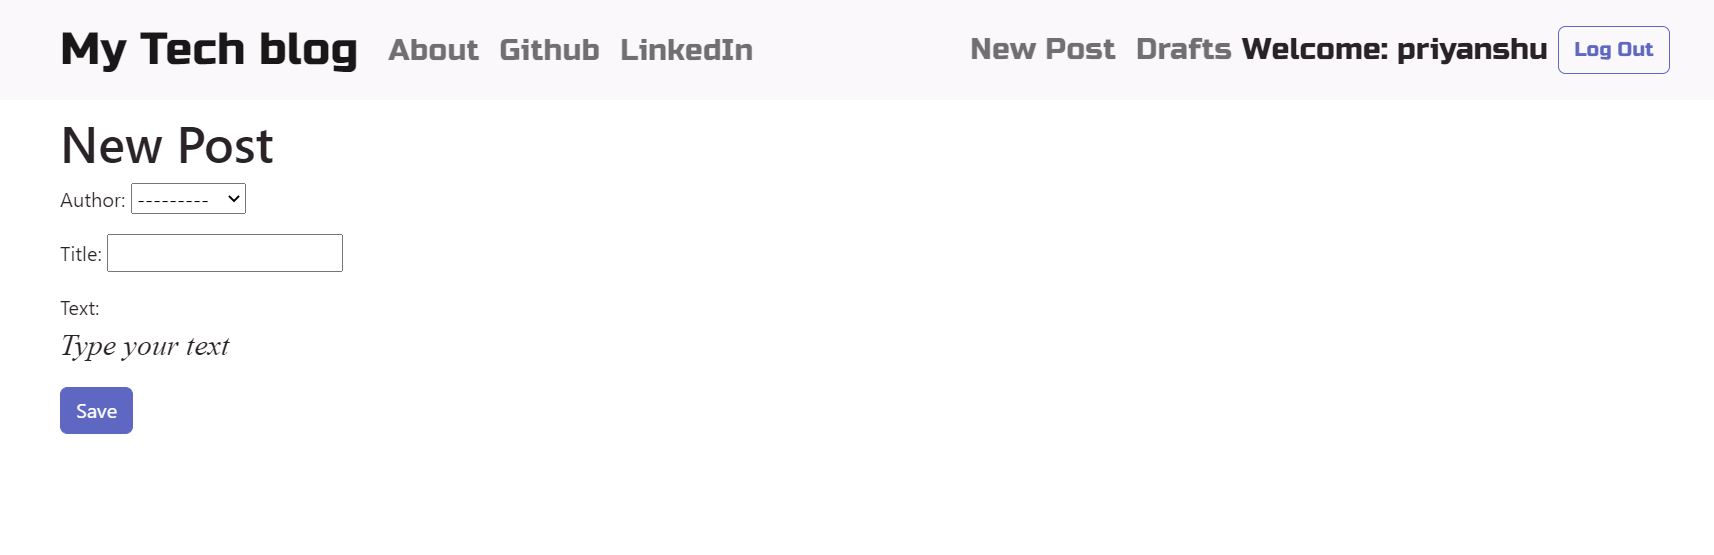 My Tech blog About Github LinkedIn New Post Drafts Welcome: priyanshu Log Out
New Post
Author: ---------
Title:
Text:
Type your text
Save